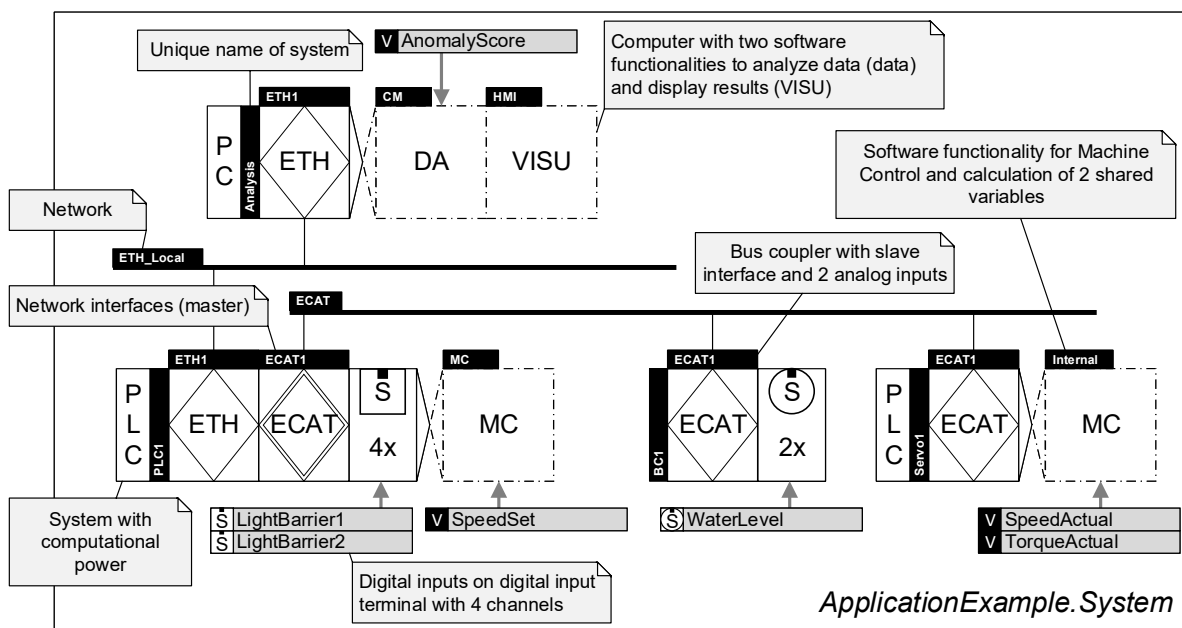 Unique name of system
V AnomalyScore
Computer with two software
functionalities to analyze data (data)
and display results (VISU)
ETH1
CM
HMI
P
C
Analysis
ETH
DA
VISU
Software functionality for Machine
Control and calculation of 2 shared
variables
Network
ETH_Local
Bus coupler with slave
interface and 2 analog inputs
Network interfaces (master)
ECAT
ETH1
ECAT1
MC
ECAT1
ECAT1
Internal
P
L
C
PLC1
ETH
ECAT
S
4x
MC
BC1
ECAT
S
2x
P
L
C
Servo1
ECAT
MC
System with
computational
power
S LightBarrier1
S LightBarrier2
V SpeedSet
S WaterLevel
V SpeedActual
V TorqueActual
Digital inputs on digital input
terminal with 4 channels
ApplicationExample.System